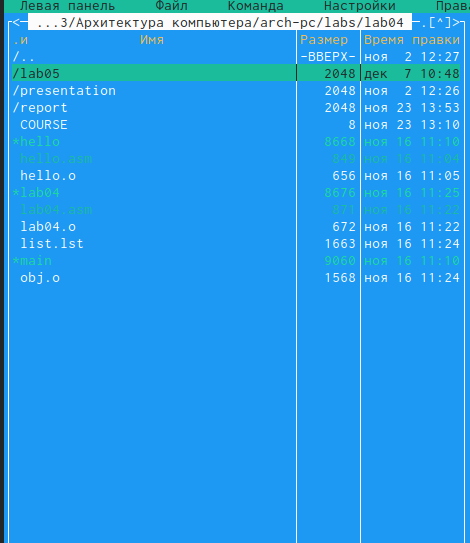 Левая панель Файл Команда Настройки Прав
<─ ...3/Архитектура компьютера/arch-pc/labs/lab04 ─.[^]>
.и Имя Размер Время правки
/.. -ВВЕРХ- ноя 2 12:27
/lab05 2048 дек 7 10:48
/presentation 2048 ноя 2 12:26
/report 2048 ноя 23 13:53
COURSE 8 ноя 23 13:10
*hello 8668 ноя 16 11:10
hello.asm 649 ноя 16 11:04
hello.o 656 ноя 16 11:05
*lab04 8676 ноя 16 11:25
lab04.asm 677 ноя 16 11:22
lab04.o 672 ноя 16 11:22
list.lst 1663 ноя 16 11:24
*main 9060 ноя 16 11:10
obj.o 1568 ноя 16 11:24